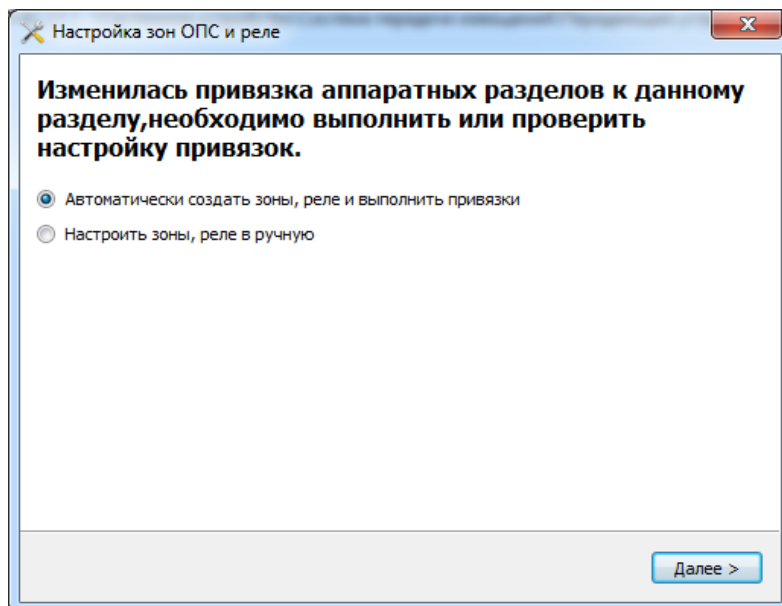 Настройка зон ОПС и реле
Изменилась привязка аппаратных разделов к данному
разделу,необходимо выполнить или проверить
настройку привязок.
Автоматически создать зоны, реле и выполнить привязки
Настроить зоны, реле в ручную
Далее >